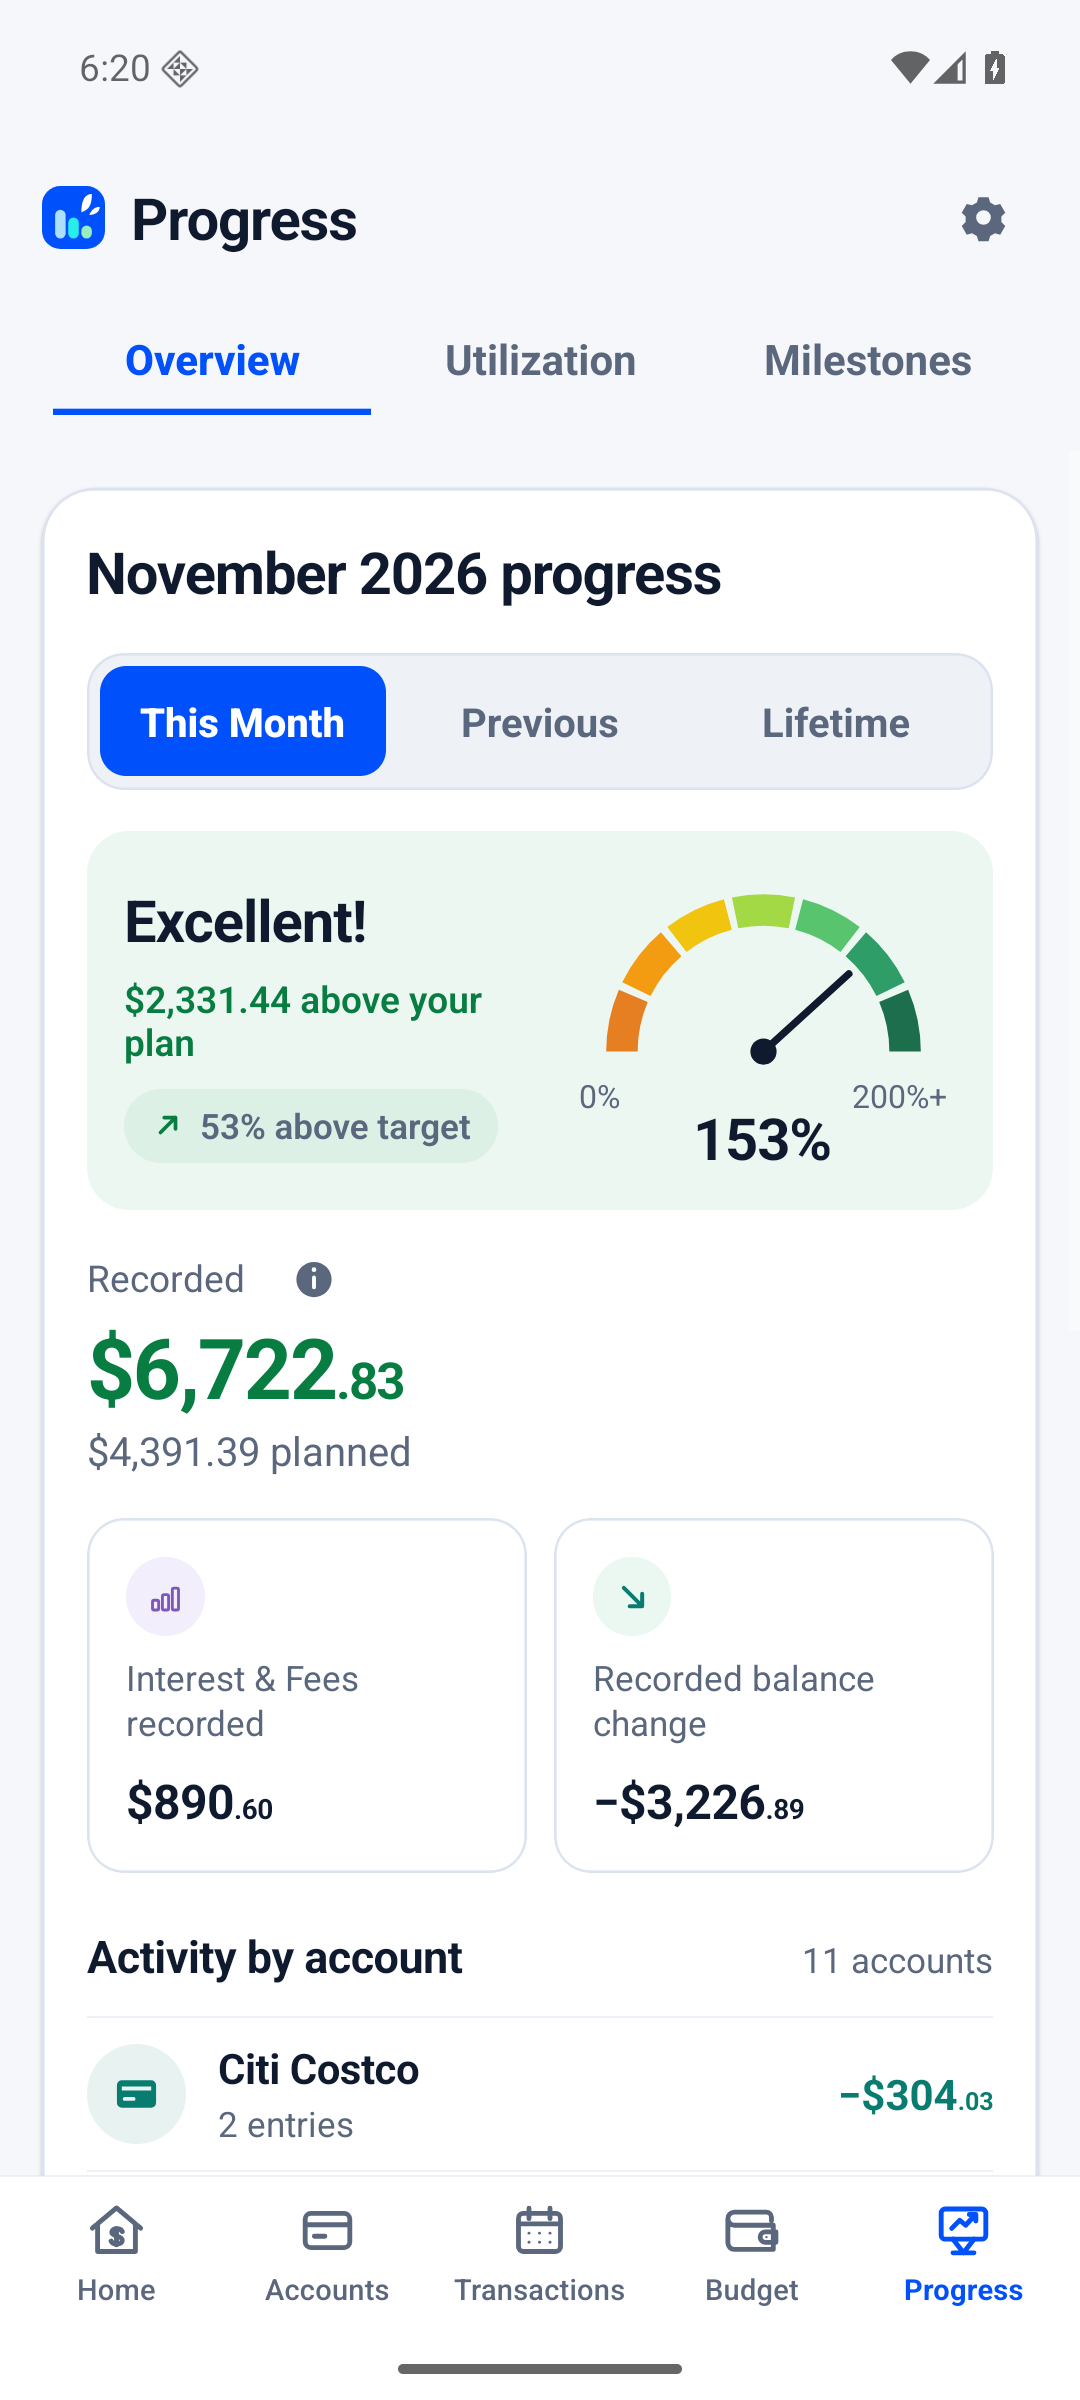 6:20
Progress
Overview
Utilization
Milestones
November 2026 progress
This Month
Previous
Lifetime
Excellent!
$2,331.44 above your
plan
53% above target
0%
200%+
153%
Recorded
$6,722.83
$4,391.39 planned
Interest & Fees
recorded
$890.60
Recorded balance
change
−$3,226.89
Activity by account
11 accounts
Citi Costco
2 entries
−$304.03
Home
Accounts
Transactions
Budget
Progress